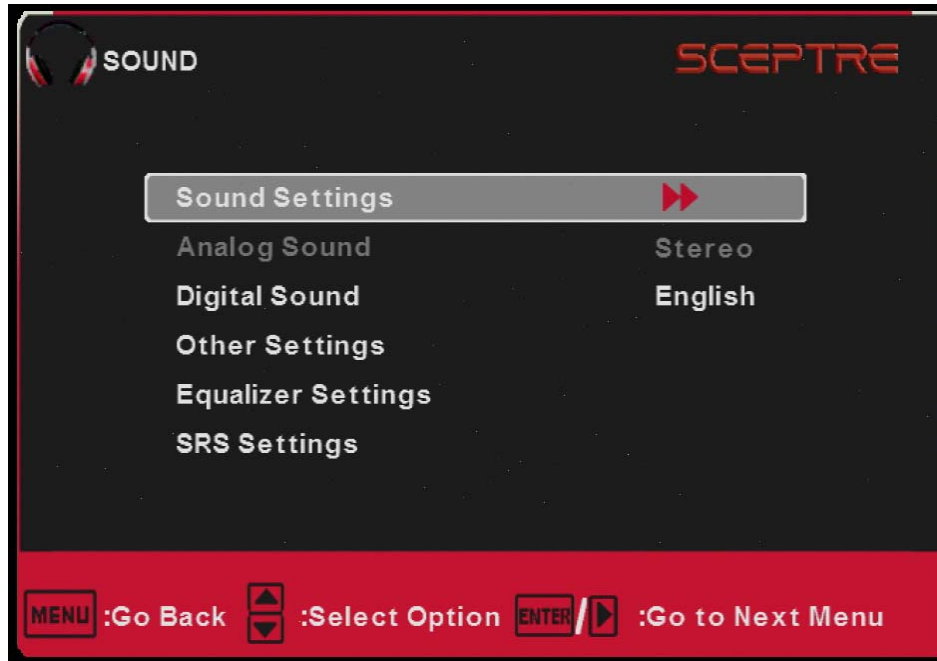 SOUND
SCEPTRE
Sound Settings
Analog Sound Stereo
Digital Sound English
Other Settings
Equalizer Settings
SRS Settings
MENU :Go Back :Select Option ENTER/ :Go to Next Menu